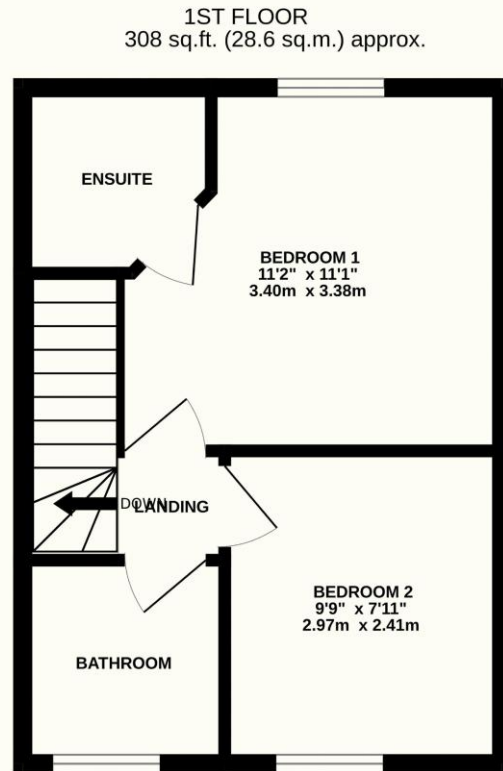 1ST FLOOR
308 sq.ft. (28.6 sq.m.) approx.
ENSUITE
BEDROOM 1
11'2" x 11'1"
3.40m x 3.38m
DOWN
LANDING
BEDROOM 2
9'9" x 7'11"
2.97m x 2.41m
BATHROOM